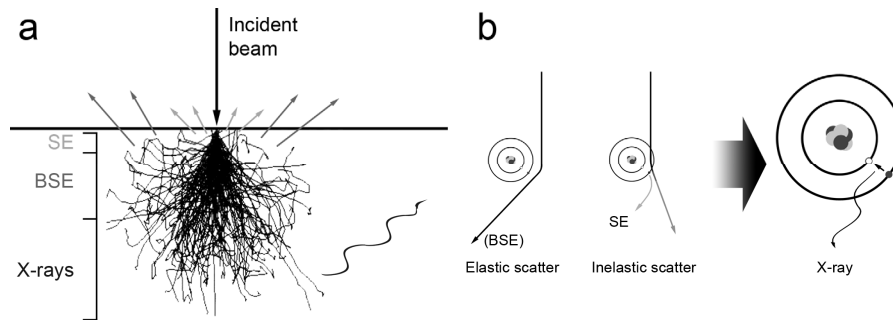 a
Incident
beam
SE
BSE
X-rays
b
(BSE)
SE
Elastic scatter
Inelastic scatter
X-ray